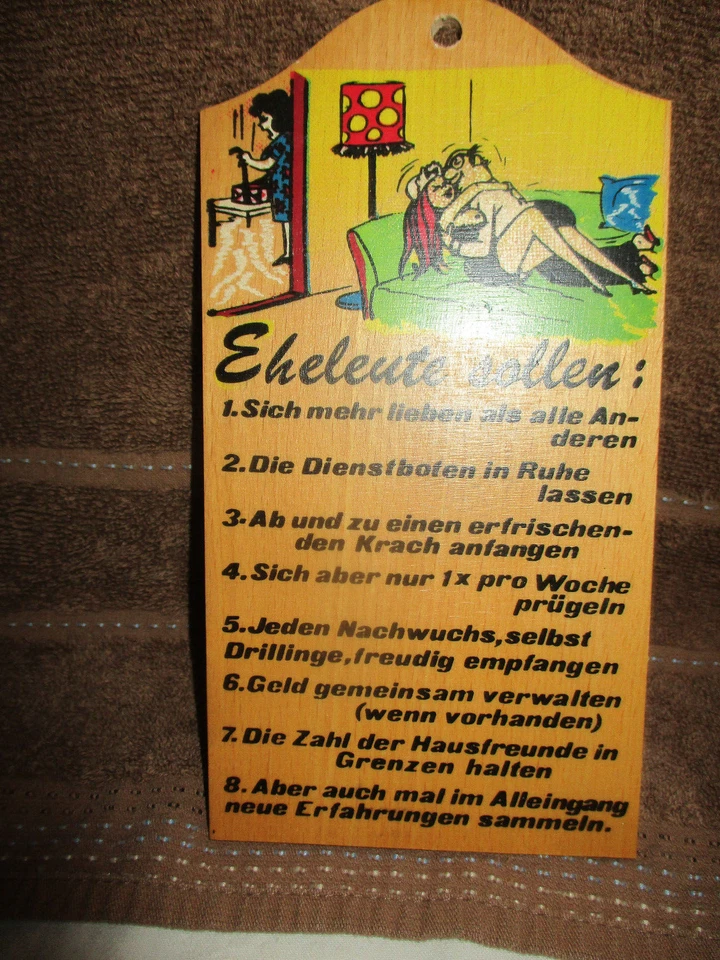 Eheleute sollen:
1.Sich mehr lieben als alle An-
deren
2.Die Dienstboten in Ruhe
lassen
3.Ab und zu einen erfrischen-
den Krach anfangen
4.Sich aber nur 1x pro Woche
prügeln
5.Jeden Nachwuchs,selbst
Drillinge,freudig empfangen
6.Geld gemeinsam verwalten
(wenn vorhanden)
7.Die Zahl der Hausfreunde in
Grenzen halten
8.Aber auch mal im Alleingang
neue Erfahrungen sammeln.